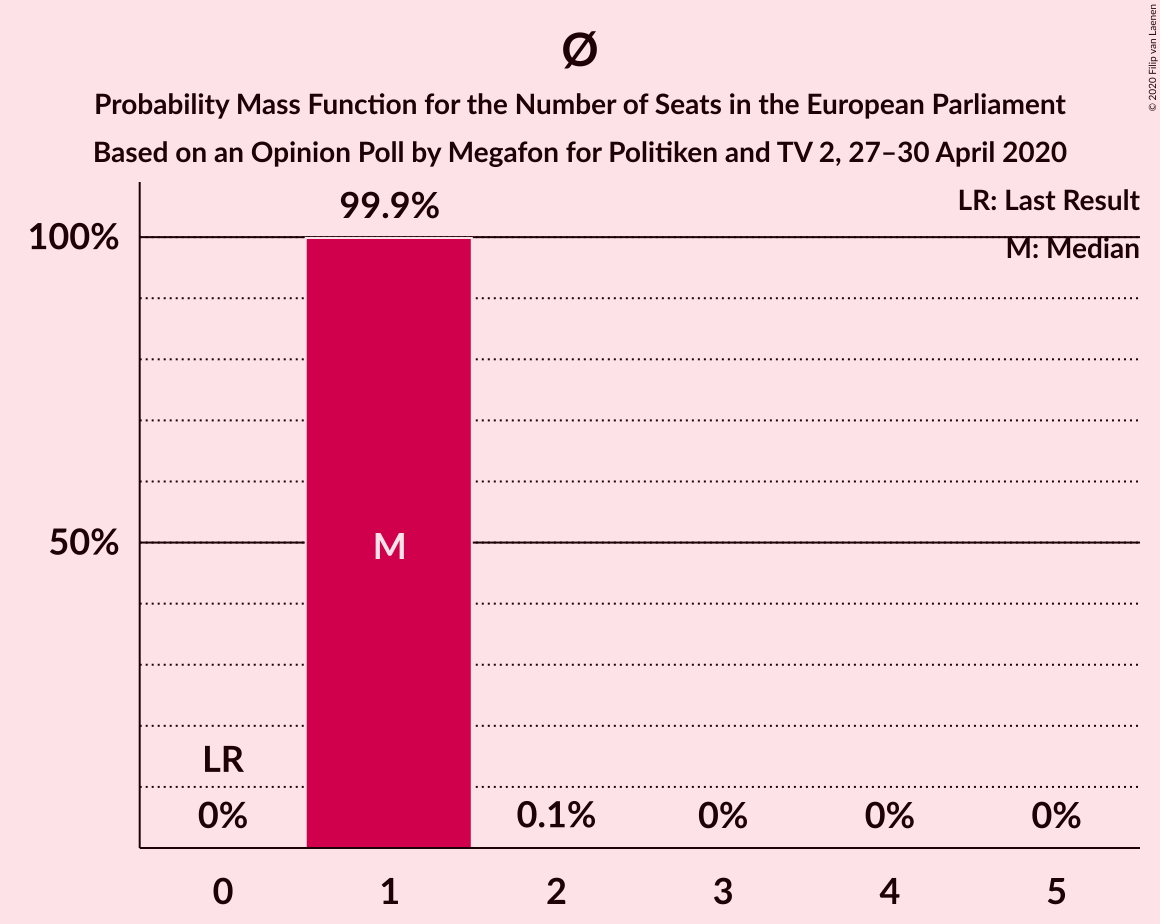 Ø
Probability Mass Function for the Number of Seats in the European Parliament
Based on an Opinion Poll by Megafon for Politiken and TV 2, 27–30 April 2020
© 2020 Filip van Laenen
LR: Last Result
M: Median
99.9%
100%
50%
M
LR
0%
0.1%
0%
0%
0%
0
1
2
3
4
5